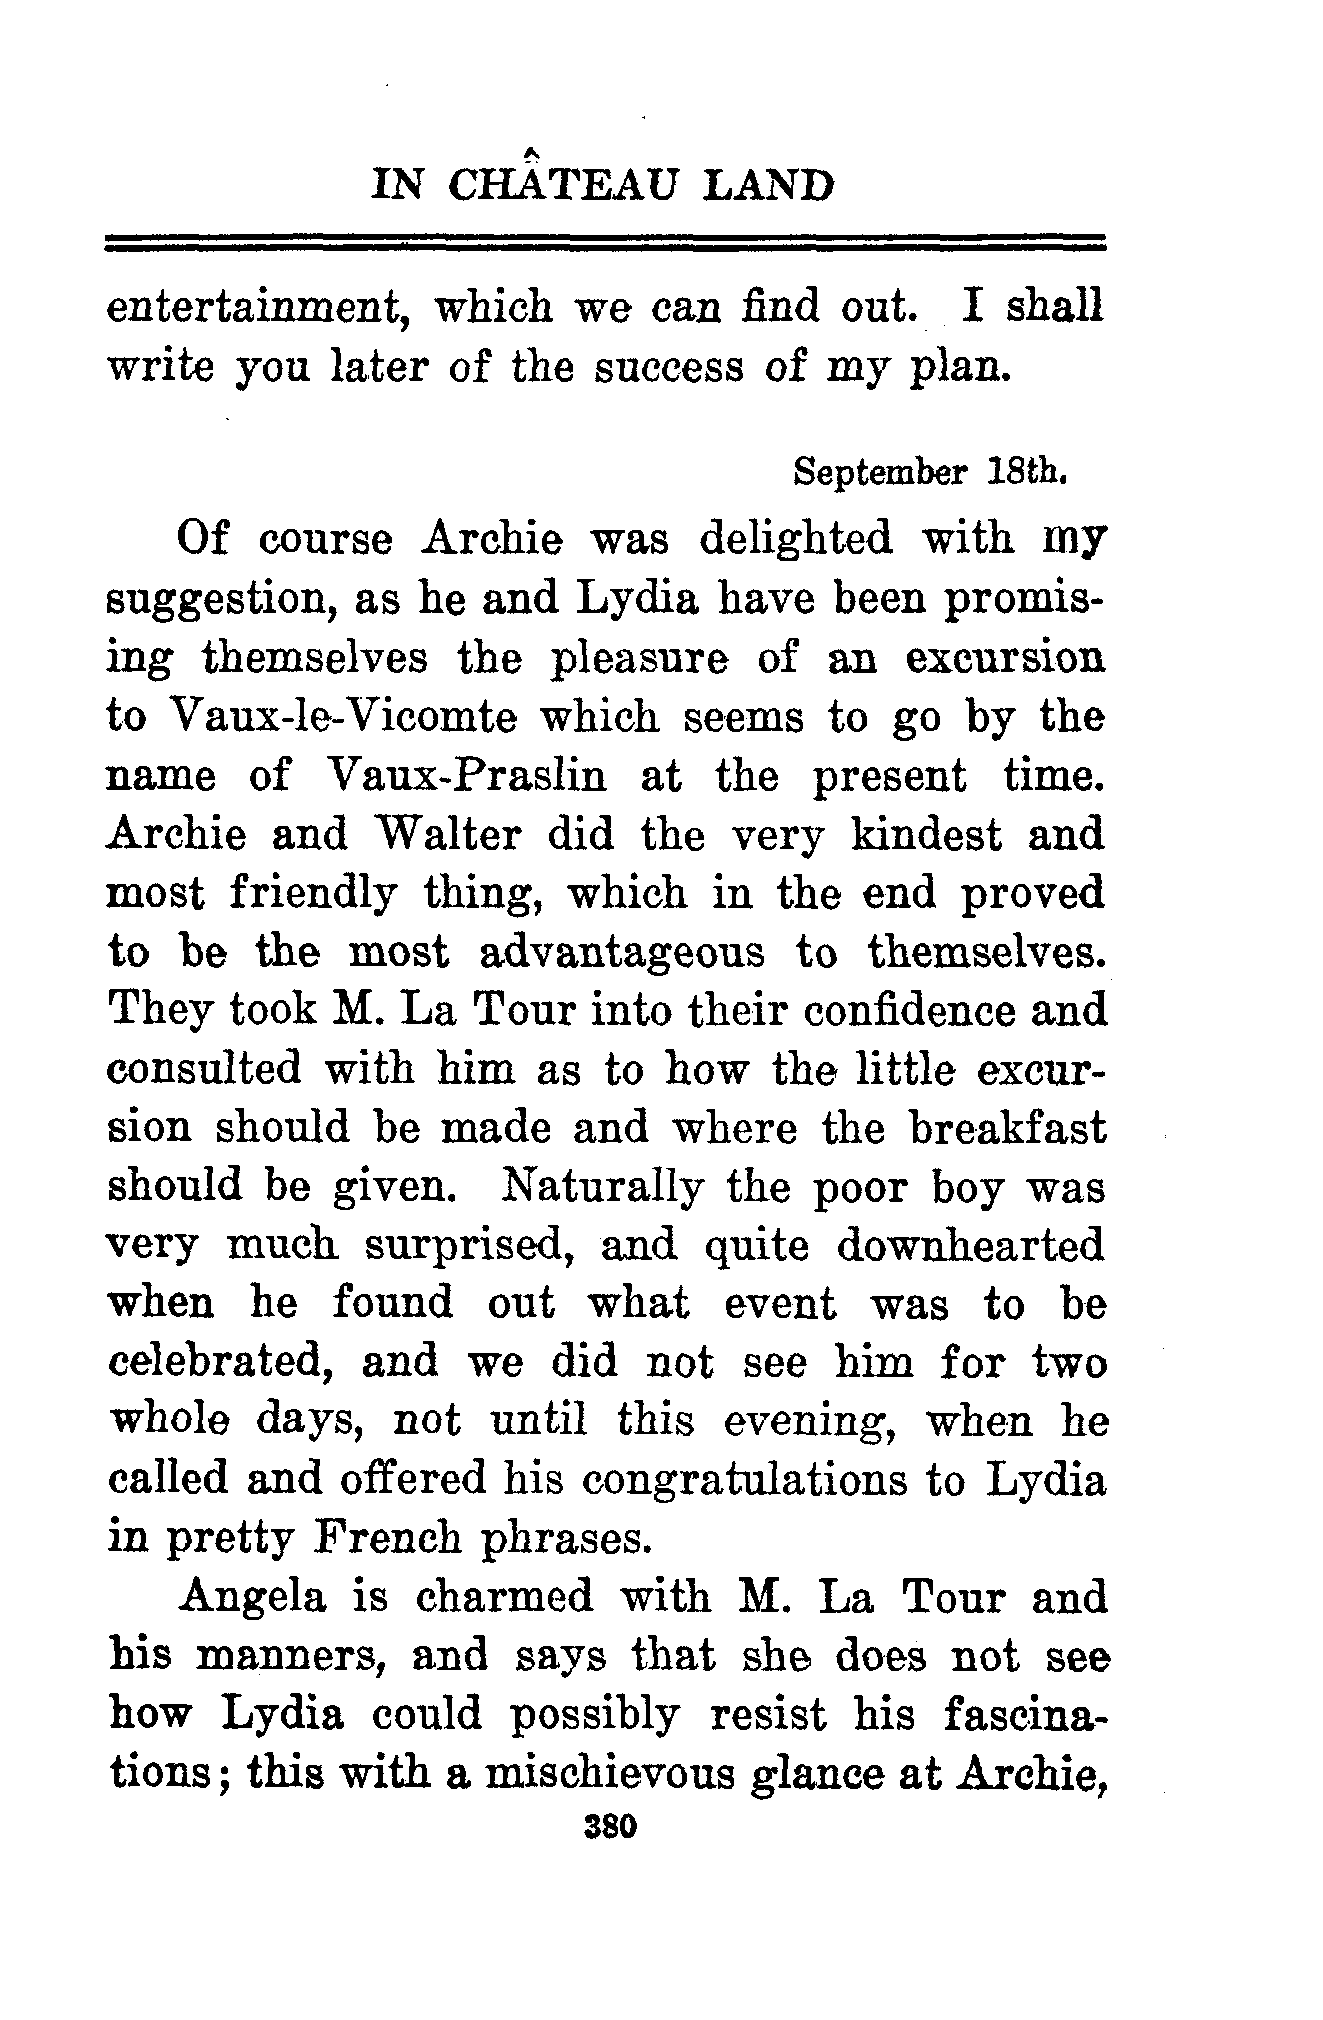 IN CHÂTEAU LAND
entertainment, which we can find out. I shall
write you later of the success of my plan.
September 18th.
Of course Archie was delighted with my
suggestion, as he and Lydia have been promis-
ing themselves the pleasure of an excursion
to Vaux-le-Vicomte which seems to go by the
name of Vaux-Praslin at the present time.
Archie and Walter did the very kindest and
most friendly thing, which in the end proved
to be the most advantageous to themselves.
They took M. La Tour into their confidence and
consulted with him as to how the little excur-
sion should be made and where the breakfast
should be given. Naturally the poor boy was
very much surprised, and quite downhearted
when he found out what event was to be
celebrated, and we did not see him for two
whole days, not until this evening, when he
called and offered his congratulations to Lydia
in pretty French phrases.
Angela is charmed with M. La Tour and
his manners, and says that she does not see
how Lydia could possibly resist his fascina-
tions; this with a mischievous glance at Archie,
380